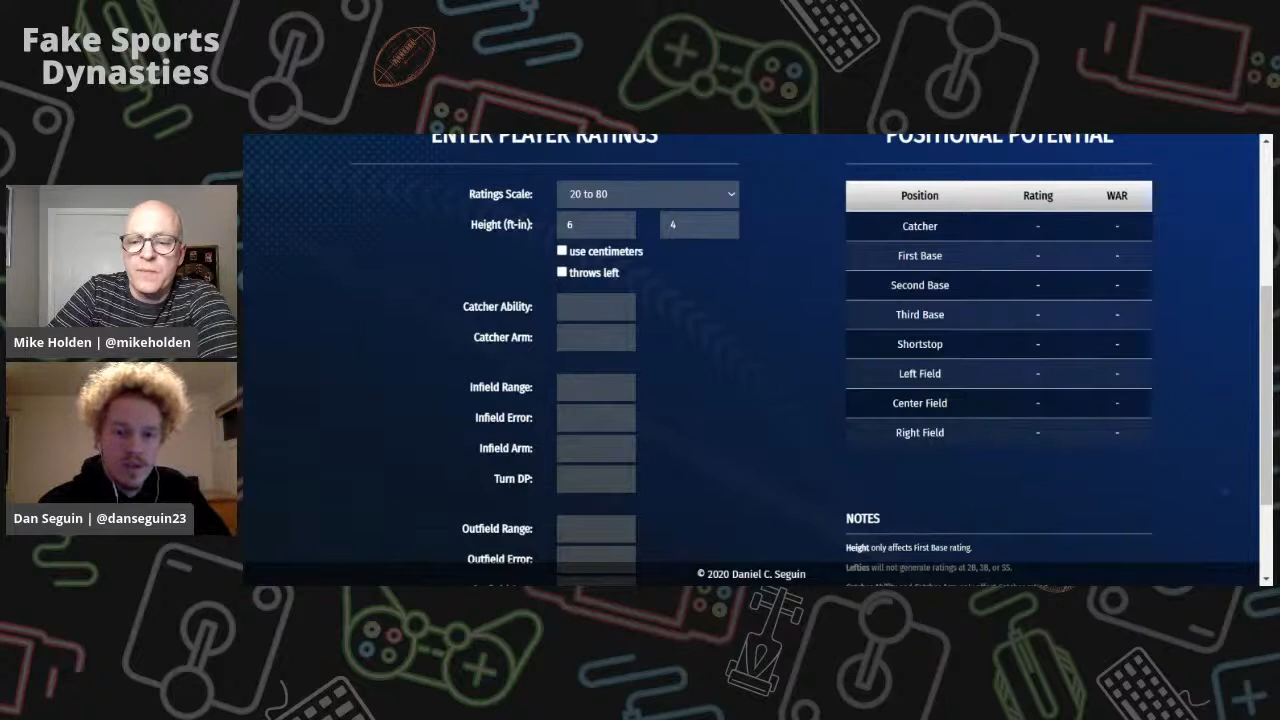 Fake Sports
Dynasties
ENTER PLAYER RATINGS
Ratings Scale: 20 to 80
Height (ft-in): 6 4
use centimeters
throws left
Catcher Ability:
Catcher Arm:
Infield Range:
Infield Error:
Infield Arm:
Turn DP:
Outfield Range:
Outfield Error:
POSITIONAL POTENTIAL
Position Rating WAR
Catcher - -
First Base - -
Second Base - -
Third Base - -
Shortstop - -
Left Field - -
Center Field - -
Right Field - -
NOTES
Height only affects First Base rating.
Lefties will not generate ratings at 2B, 3B, or SS.
© 2020 Daniel C. Seguin
Mike Holden | @mikeholden
Dan Seguin | @danseguin23